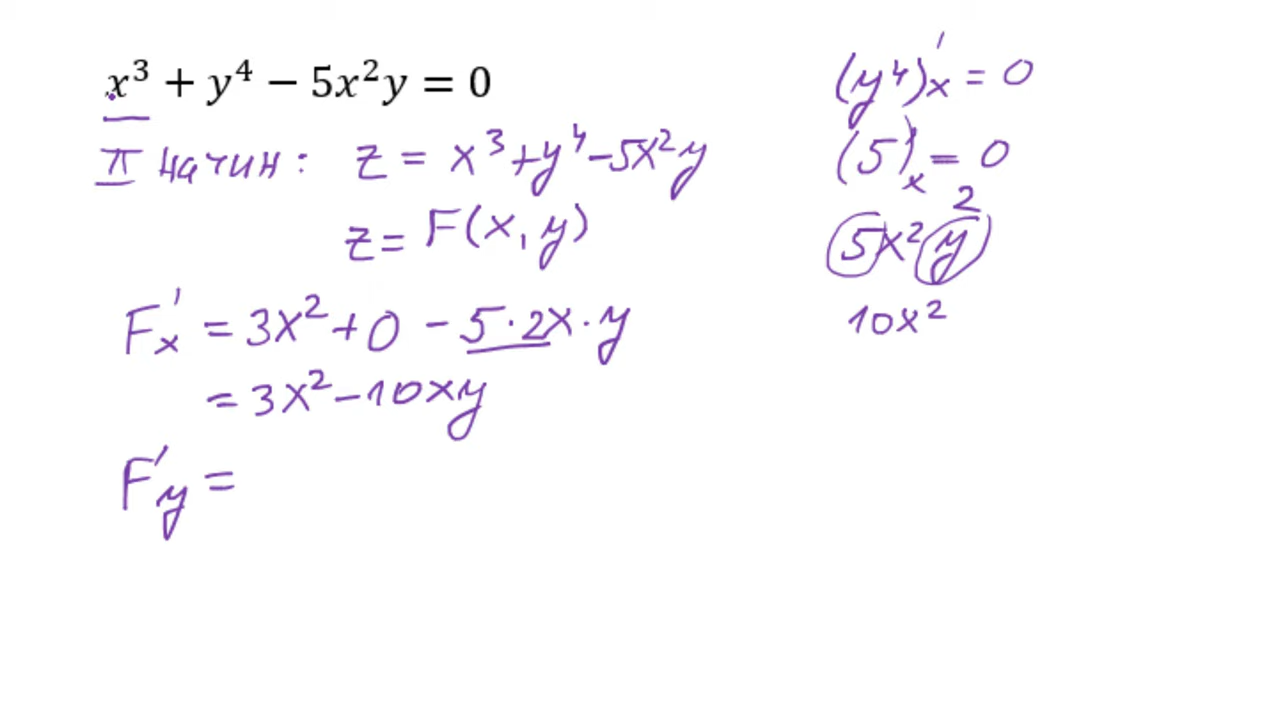 x³ + y⁴ − 5x²y = 0
II начин: z = x³+y⁴−5x²y
z = F(x, y)
F'ₓ = 3x²+0 − 5·2x·y
= 3x²−10xy
F'y =
(y⁴)'ₓ = 0
(5)'ₓ = 0
2
5x²y
10x²